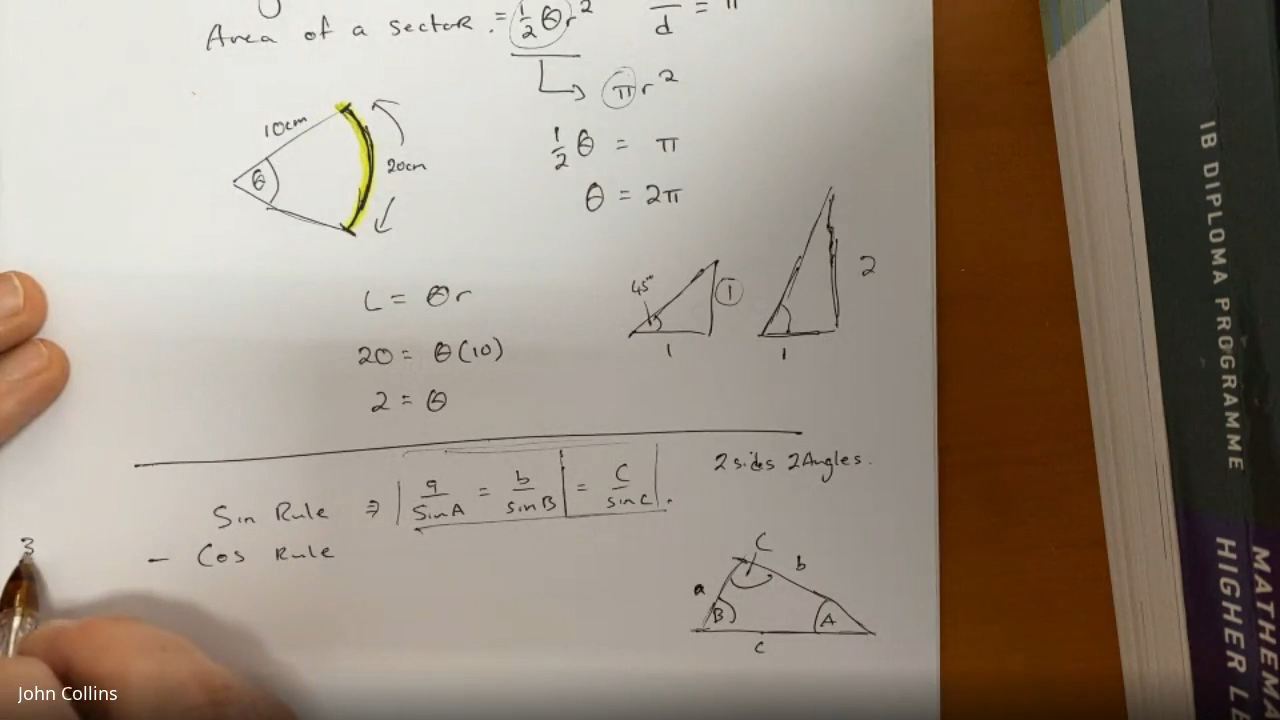 Area of a sector. = ½θr²
d = π
πr²
10cm
½θ = π
θ
20cm
θ = 2π
2
45°
1
L = θr
1
1
20 = θ(10)
2 = θ
2 sides 2 Angles.
Sin Rule ⇒ a/SinA = b/sinB = C/sinC.
- Cos Rule
3
C
b
a
B
A
c
John Collins
IB DIPLOMA PROGRAMME
MATHEMA
HIGHER LE